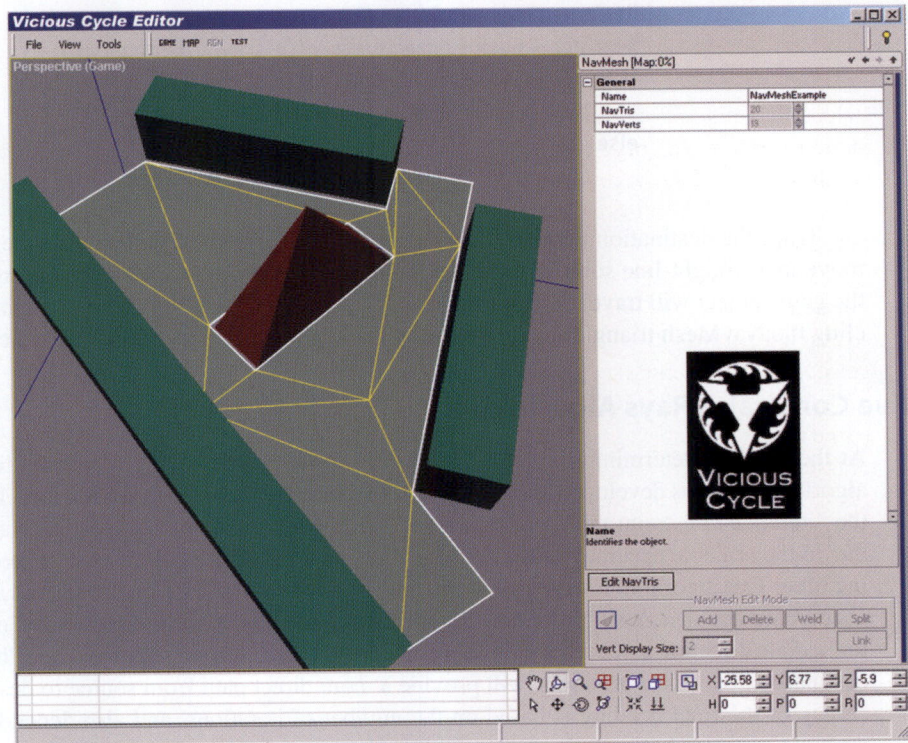 Vicious Cycle Editor
File View Tools GAME MAP RGN TEST
Perspective (Game)
NavMesh [Map:0%]
General
Name NavMeshExample
NavTris 20
NavVerts 19
VICIOUS
CYCLE
Name
Identifies the object.
Edit NavTris
NavMesh Edit Mode
Add Delete Weld Split
Link
Vert Display Size: 2
X -25.58 Y 6.77 Z -5.9
H 0 P 0 R 0